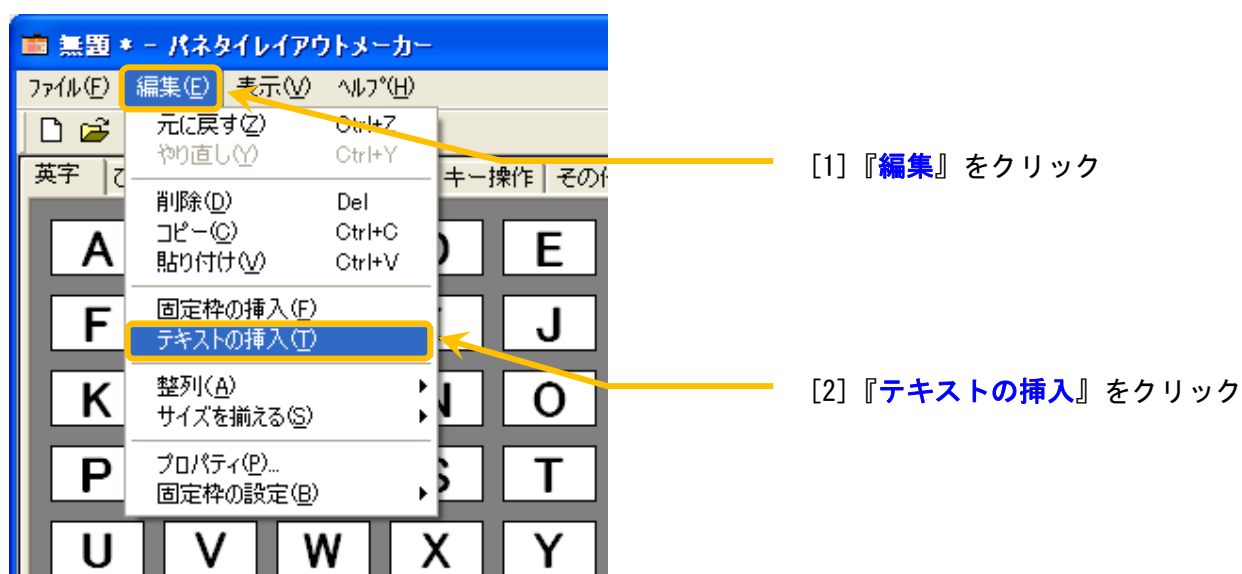 無題 * - パネタイレイアウトメーカー
ファイル(F) 編集(E) 表示(V) ヘルプ(H)
元に戻す(Z) Ctrl+Z
やり直し(Y) Ctrl+Y
[1]『編集』をクリック
英字 キー操作
削除(D) Del
コピー(C) Ctrl+C
貼り付け(V) Ctrl+V
A E
固定枠の挿入(F)
テキストの挿入(T)
F J
整列(A)
サイズを揃える(S)
[2]『テキストの挿入』をクリック
K O
プロパティ(P)...
固定枠の設定(B)
P T
U V W X Y